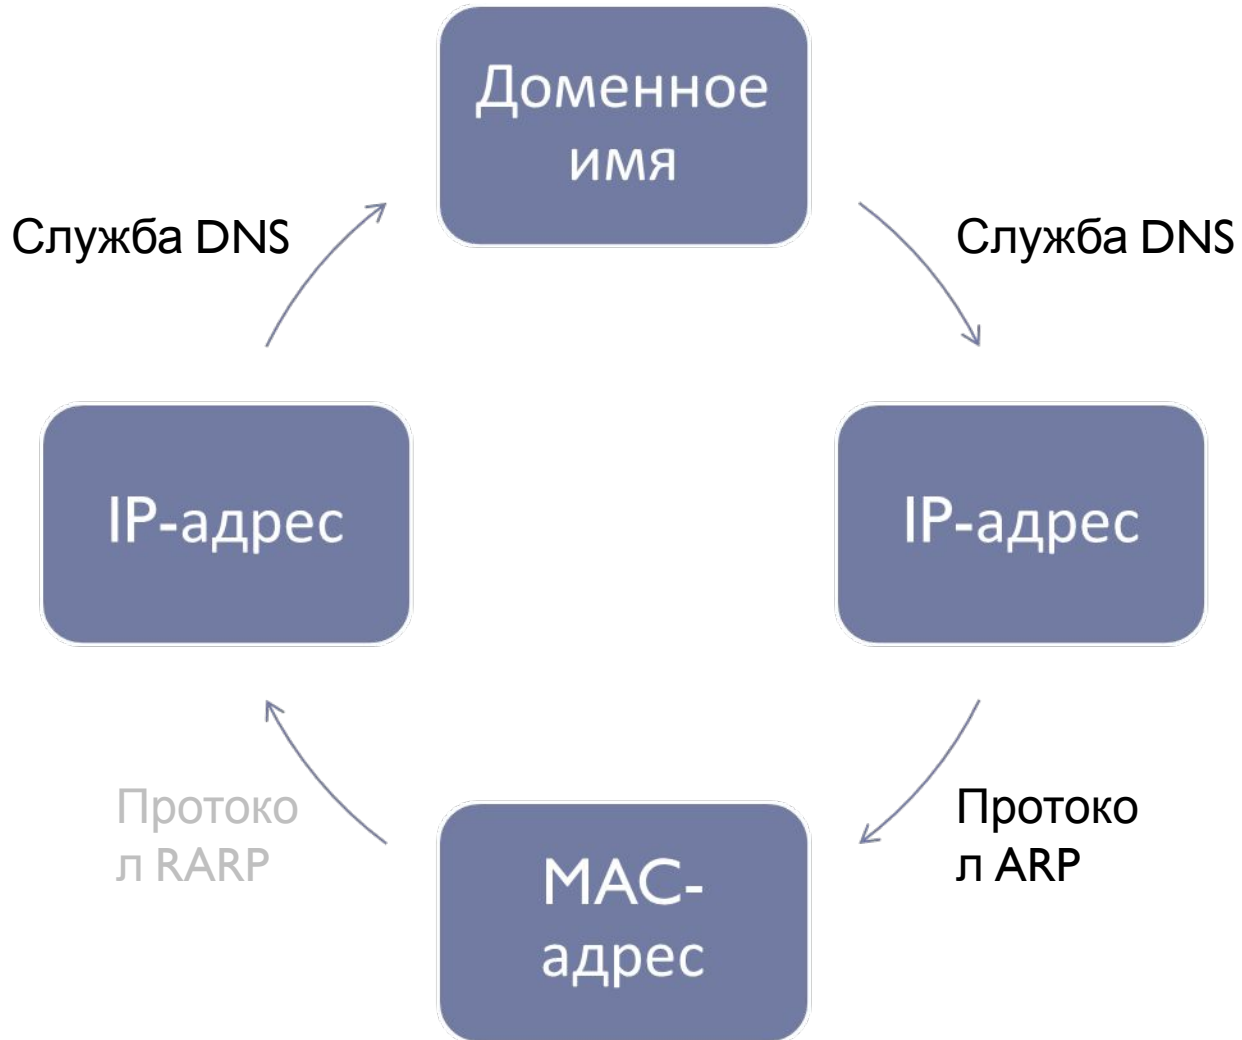 Доменное
имя
Служба DNS
Служба DNS
IP-адрес
IP-адрес
Протоко
л RARP
Протоко
л ARP
MAC-
адрес